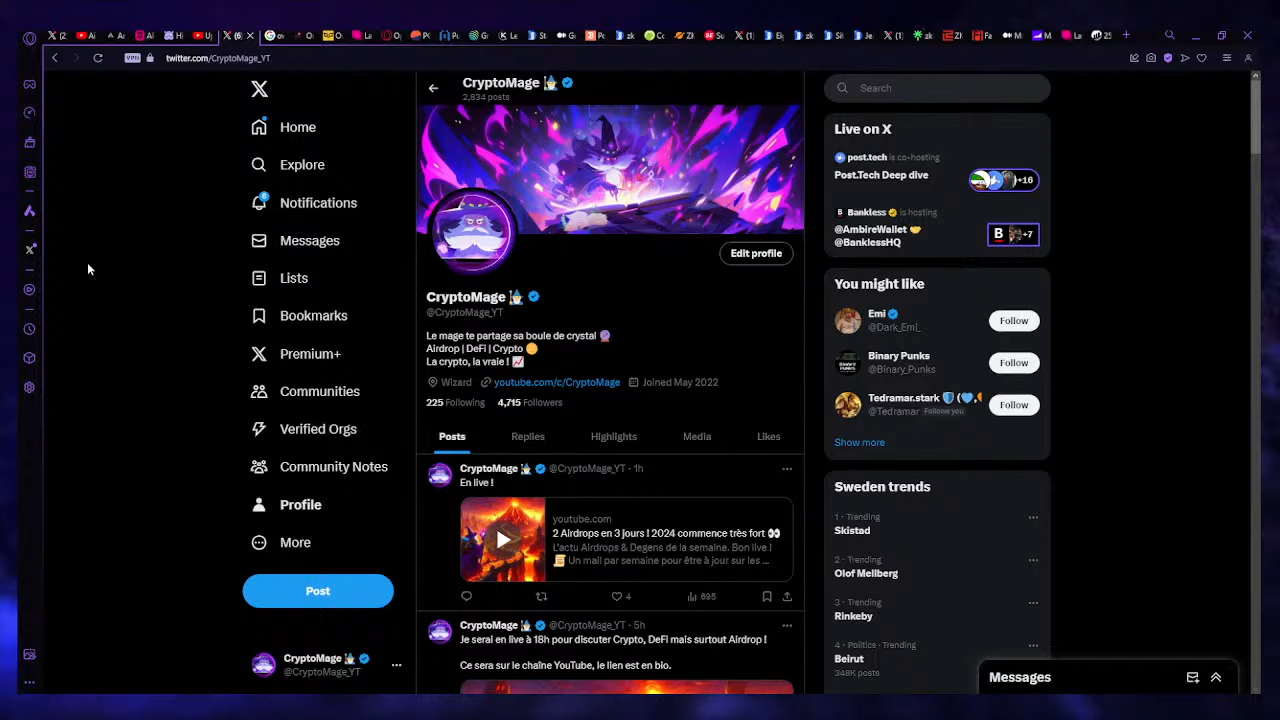 VPN
twitter.com/CryptoMage_YT
Home
Explore
6
Notifications
Messages
Lists
Bookmarks
Premium+
Communities
Verified Orgs
Community Notes
Profile
More
Post
CryptoMage
@CryptoMage_YT
CryptoMage
2,834 posts
Edit profile
CryptoMage
@CryptoMage_YT
Le mage te partage sa boule de crystal
Airdrop | DeFi | Crypto
La crypto, la vraie !
Wizard youtube.com/c/CryptoMage Joined May 2022
225 Following 4,715 Followers
Posts Replies Highlights Media Likes
CryptoMage @CryptoMage_YT · 1h
En live !
youtube.com
2 Airdrops en 3 jours I 2024 commence très fort
L'actu Airdrops & Degens de la semaine. Bon live !
Un mail par semaine pour être à jour sur les ...
4 695
CryptoMage @CryptoMage_YT · 5h
Je serai en live à 18h pour discuter Crypto, DeFi mais surtout Airdrop !
Ce sera sur le chaîne YouTube, le lien est en bio.
Search
Live on X
post.tech is co-hosting
Post.Tech Deep dive
+16
Bankless is hosting
@AmbireWallet
@BanklessHQ
B +7
You might like
Emi
@Dark_Emi_
Follow
Binary Punks
@Binary_Punks
Follow
Tedramar.stark
@Tedramar Follows you
Follow
Show more
Sweden trends
1 · Trending
Skistad
2 · Trending
Olof Mellberg
3 · Trending
Rinkeby
4 · Politics · Trending
Beirut
348K posts
Messages